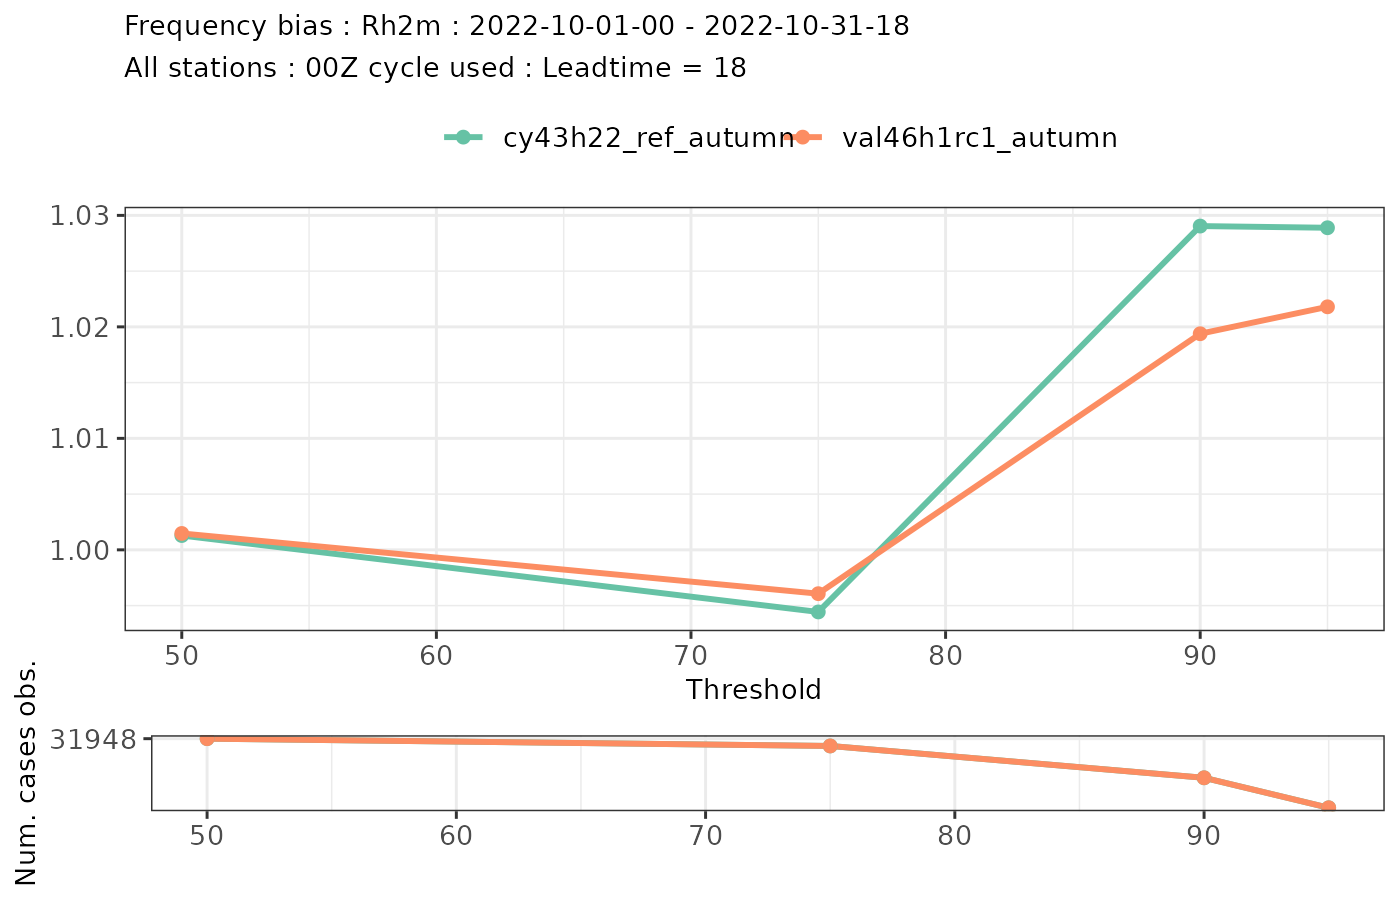 Frequency bias : Rh2m : 2022-10-01-00 - 2022-10-31-18
All stations : 00Z cycle used : Leadtime = 18
cy43h22_ref_autumn val46h1rc1_autumn
1.03
1.02
1.01
1.00
50 60 70 80 90
Threshold
Num. cases obs.
31948
50 60 70 80 90